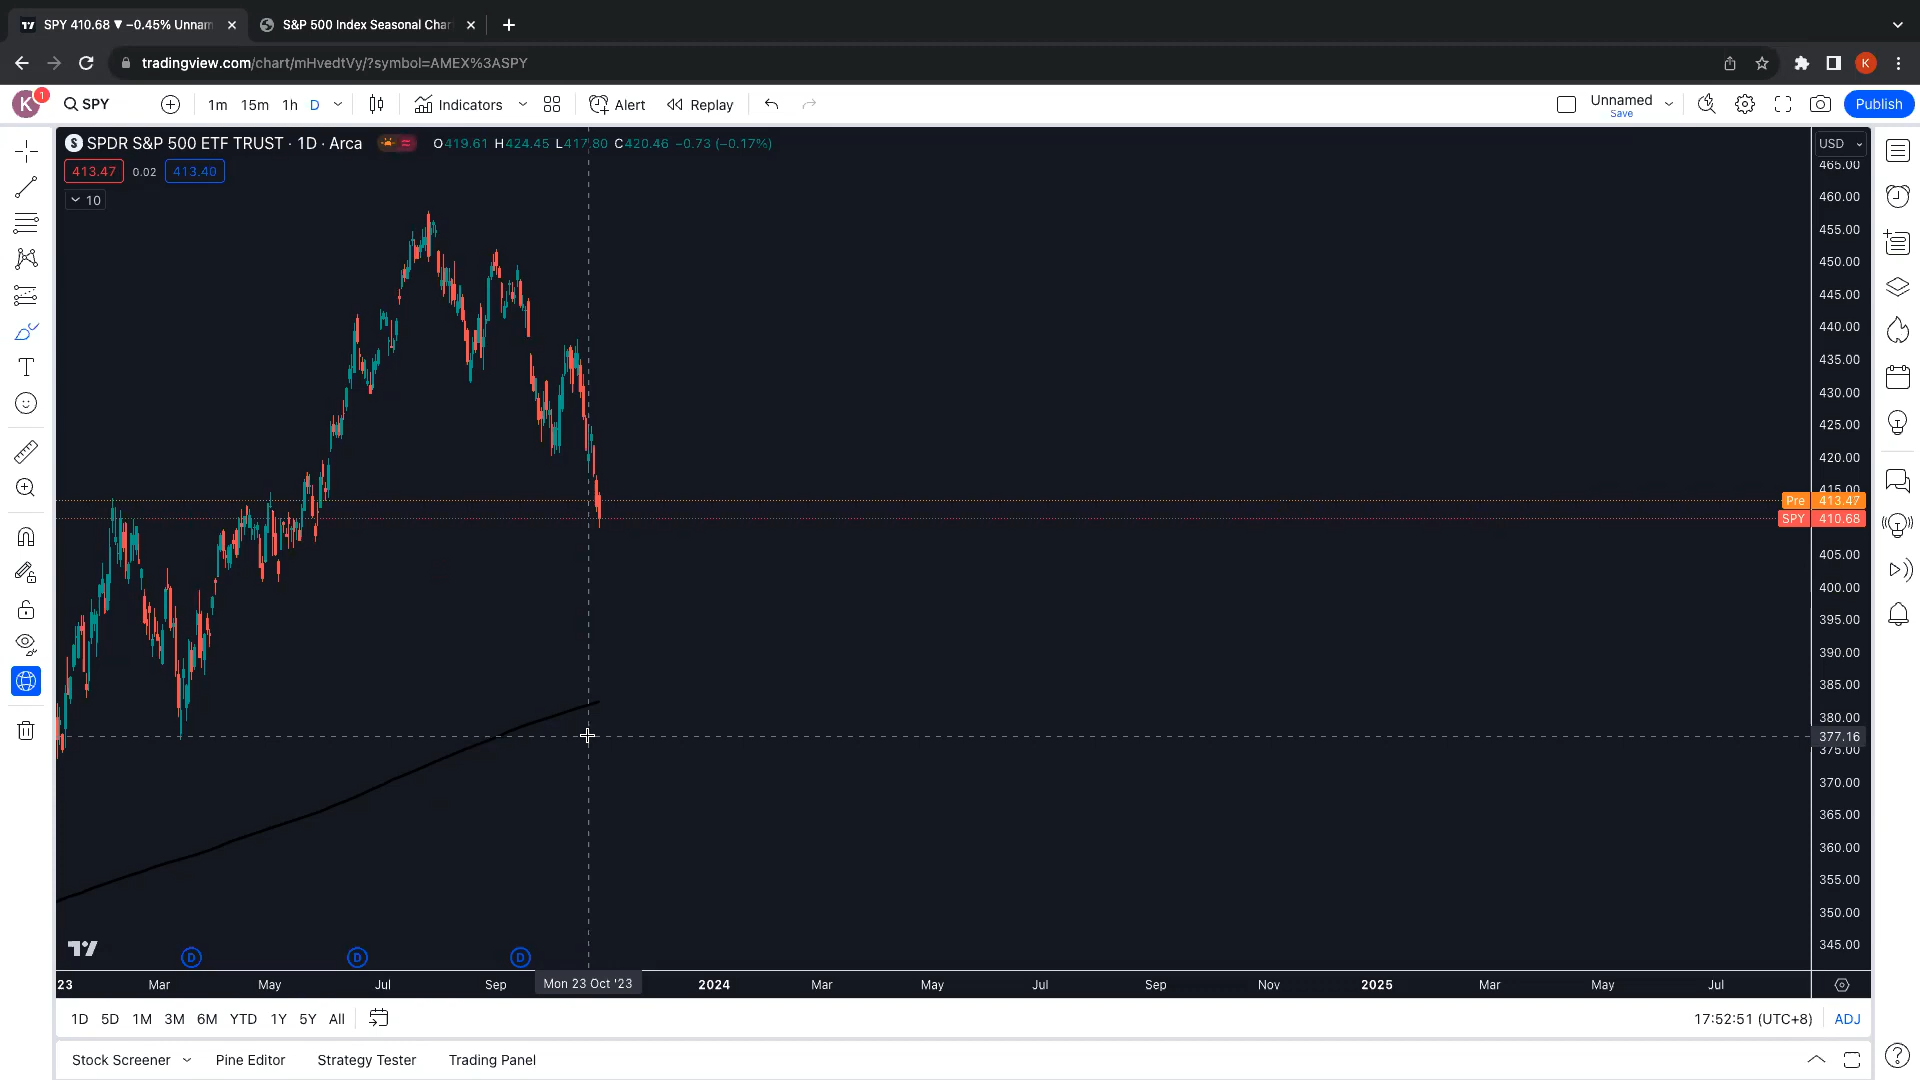 SPY 410.68 ▼ −0.45% Unnam
S&P 500 Index Seasonal Char
tradingview.com/chart/mHvedtVy/?symbol=AMEX%3ASPY
K
K 1 SPY 1m 15m 1h D Indicators Alert Replay Unnamed Publish
Save
SPDR S&P 500 ETF TRUST · 1D · Arca O419.61 H424.45 L417.80 C420.46 −0.73 (−0.17%) USD
413.47 0.02 413.40
10
465.00
460.00
455.00
450.00
445.00
440.00
435.00
430.00
425.00
420.00
415.00
Pre 413.47
SPY 410.68
405.00
400.00
395.00
390.00
385.00
380.00
377.16
375.00
370.00
365.00
360.00
355.00
350.00
345.00
D D D
23 Mar May Jul Sep Mon 23 Oct '23 2024 Mar May Jul Sep Nov 2025 Mar May Jul
1D 5D 1M 3M 6M YTD 1Y 5Y All 17:52:51 (UTC+8) ADJ
Stock Screener Pine Editor Strategy Tester Trading Panel